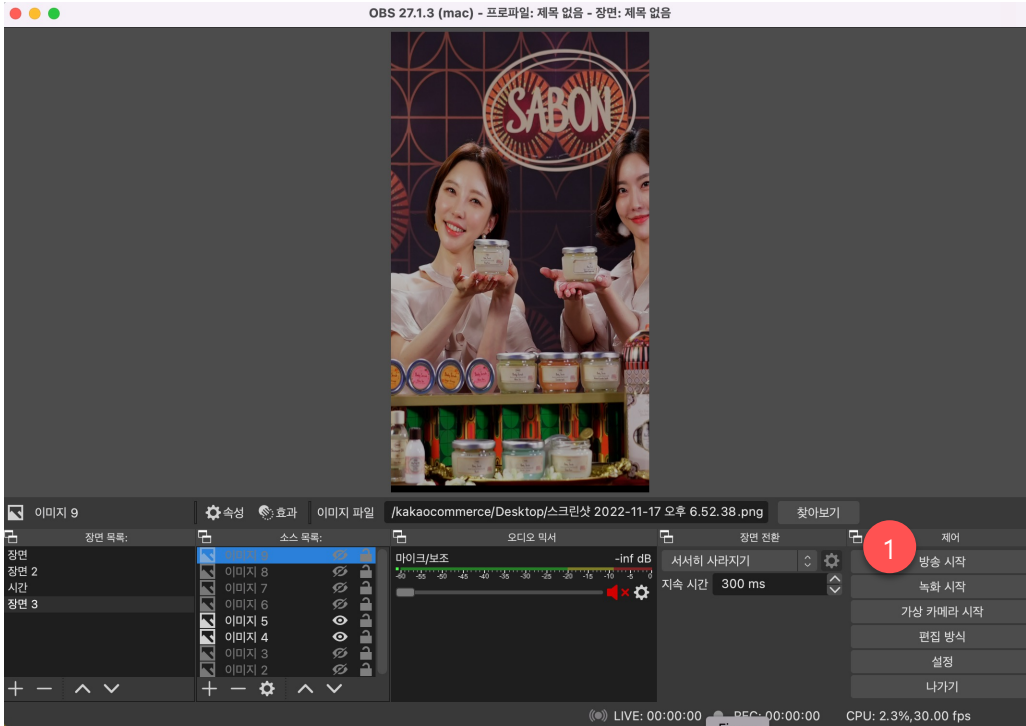 OBS 27.1.3 (mac) - 프로파일: 제목 없음 - 장면: 제목 없음
SABON
이미지 9
속성
효과
이미지 파일
/kakaocommerce/Desktop/스크린샷 2022-11-17 오후 6.52.38.png
찾아보기
장면 목록:
장면
장면 2
시간
장면 3
소스 목록:
이미지 9
이미지 8
이미지 7
이미지 6
이미지 5
이미지 4
이미지 3
이미지 2
오디오 믹서
마이크/보조
-inf dB
-60 -55 -50 -45 -40 -35 -30 -25 -20 -15 -10 -5 0
장면 전환
서서히 사라지기
지속 시간 300 ms
제어
1
방송 시작
녹화 시작
가상 카메라 시작
편집 방식
설정
나가기
LIVE: 00:00:00
REC: 00:00:00
CPU: 2.3%,30.00 fps